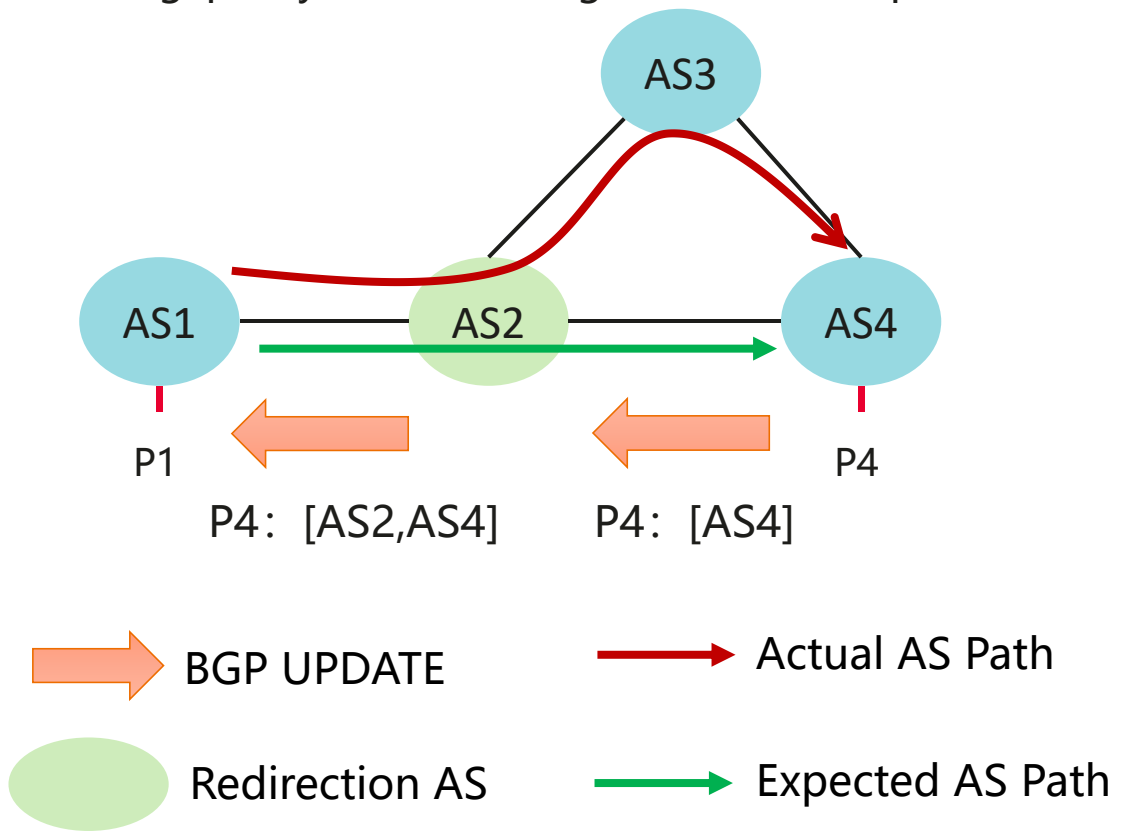 AS3
AS1
AS2
AS4
P1
P4
P4：[AS2,AS4]
P4：[AS4]
BGP UPDATE
Actual AS Path
Redirection AS
Expected AS Path